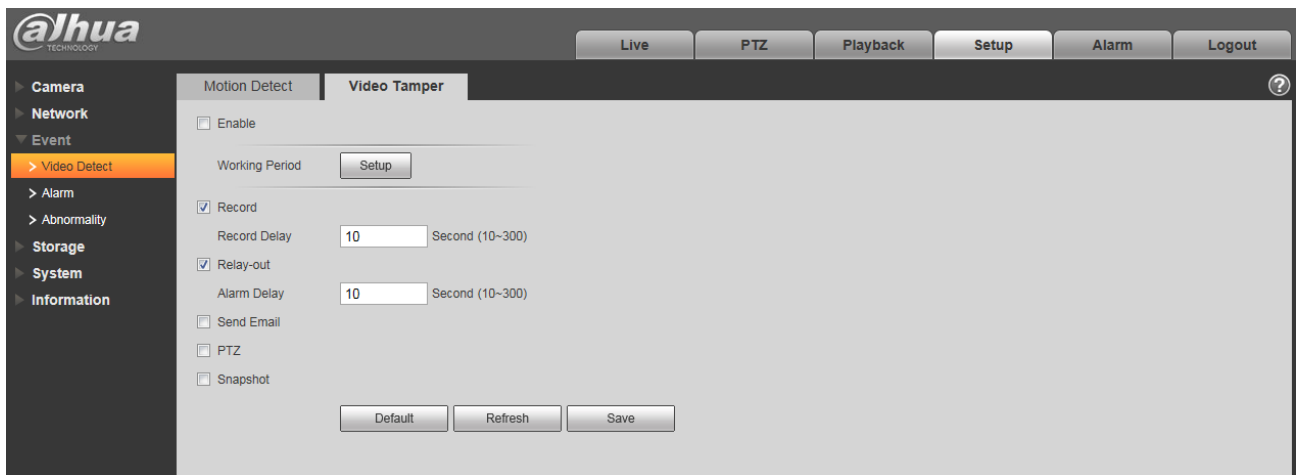 alhua
TECHNOLOGY
Live PTZ Playback Setup Alarm Logout
Camera
Network
Event
> Video Detect
> Alarm
> Abnormality
Storage
System
Information
Motion Detect Video Tamper ?
Enable
Working Period Setup
Record
Record Delay 10 Second (10~300)
Relay-out
Alarm Delay 10 Second (10~300)
Send Email
PTZ
Snapshot
Default Refresh Save